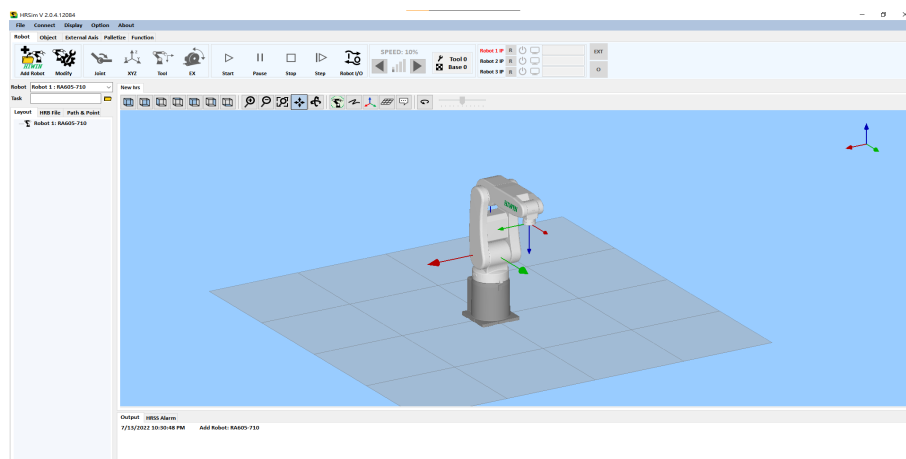 HRSim V 2.0.4.12084
File Connect Display Option About
Robot Object External Axis Palletize Function
SPEED: 10%
Tool 0
Base 0
Robot 1 IP R
Robot 2 IP R
Robot 3 IP R
EXT
O
HIWIN
Add Robot Modify Joint XYZ Tool EX Start Pause Stop Step Robot I/O
Robot Robot 1 : RA605-710
New hrs
Task
Layout HRB File Path & Point
Robot 1: RA605-710
HIWIN
Output HRSS Alarm
7/13/2022 10:30:48 PM Add Robot: RA605-710